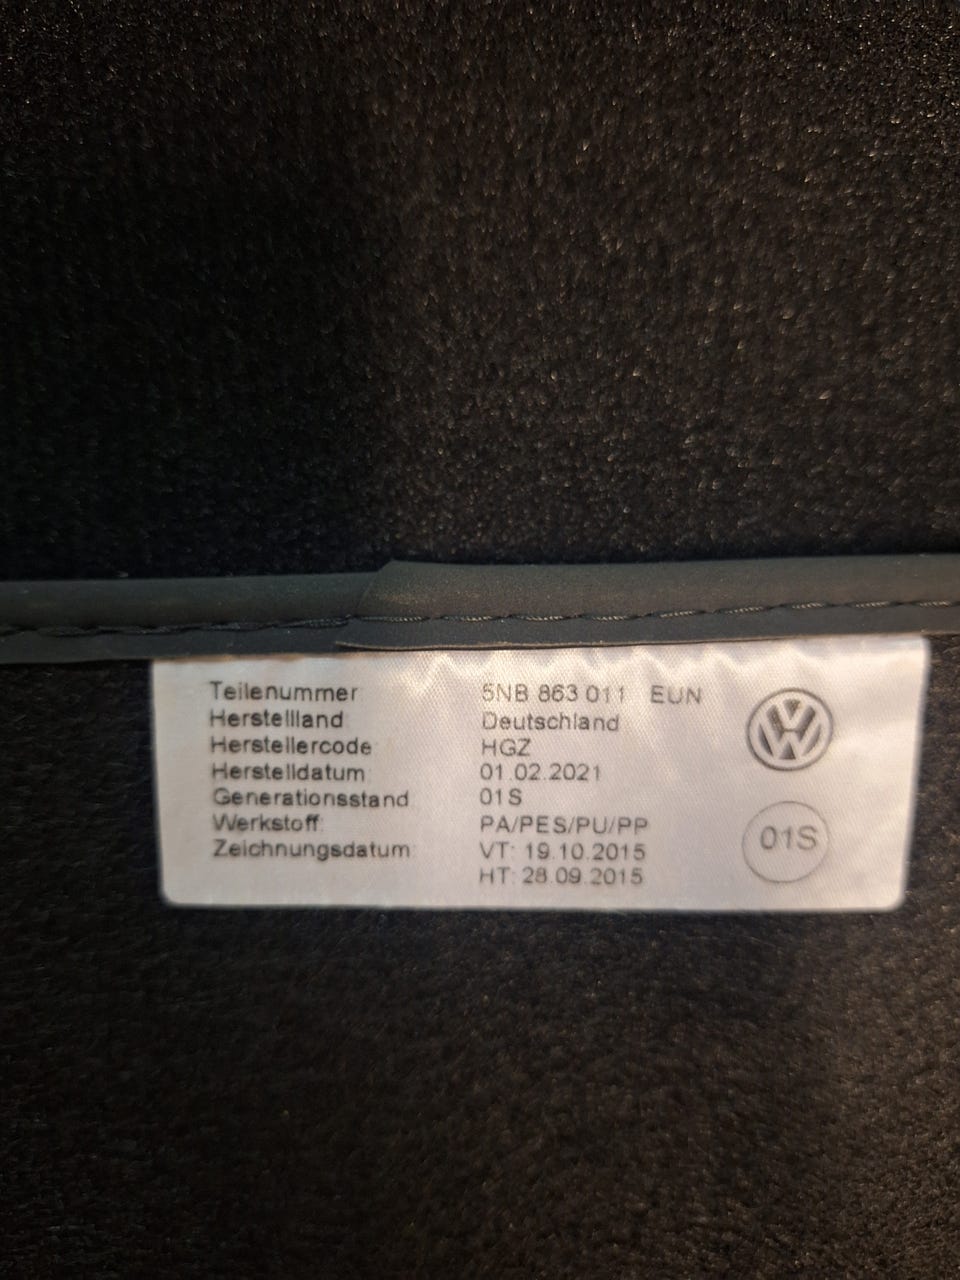 Teilenummer 5NB 863 011 EUN
Herstellland Deutschland
Herstellercode HGZ
Herstelldatum: 01.02.2021
Generationsstand 01S
Werkstoff: PA/PES/PU/PP
Zeichnungsdatum: VT: 19.10.2015
HT: 28.09.2015
VW
01S